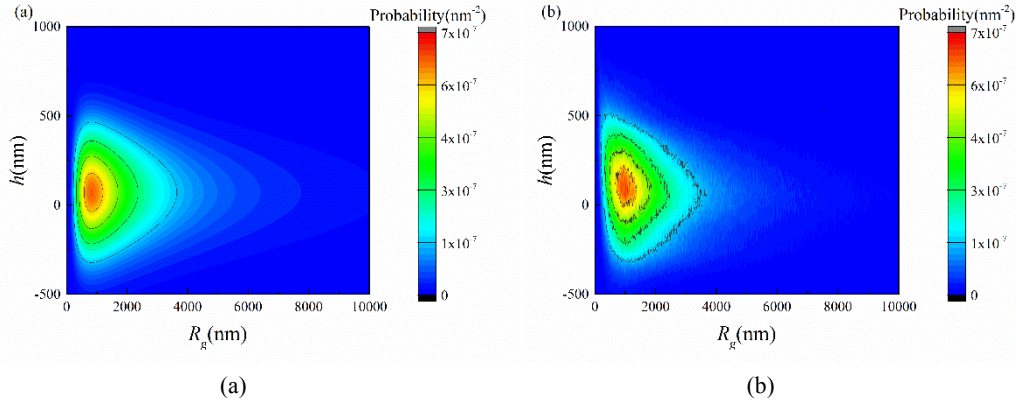 (a)
Probability(nm⁻²)
1000
500
0
-500
h(nm)
0 2000 4000 6000 8000 10000
R_g(nm)
7x10⁻⁷
6x10⁻⁷
4x10⁻⁷
3x10⁻⁷
1x10⁻⁷
0
(a)
(b)
Probability(nm⁻²)
1000
500
0
-500
h(nm)
0 2000 4000 6000 8000 10000
R_g(nm)
7x10⁻⁷
6x10⁻⁷
4x10⁻⁷
3x10⁻⁷
1x10⁻⁷
0
(b)